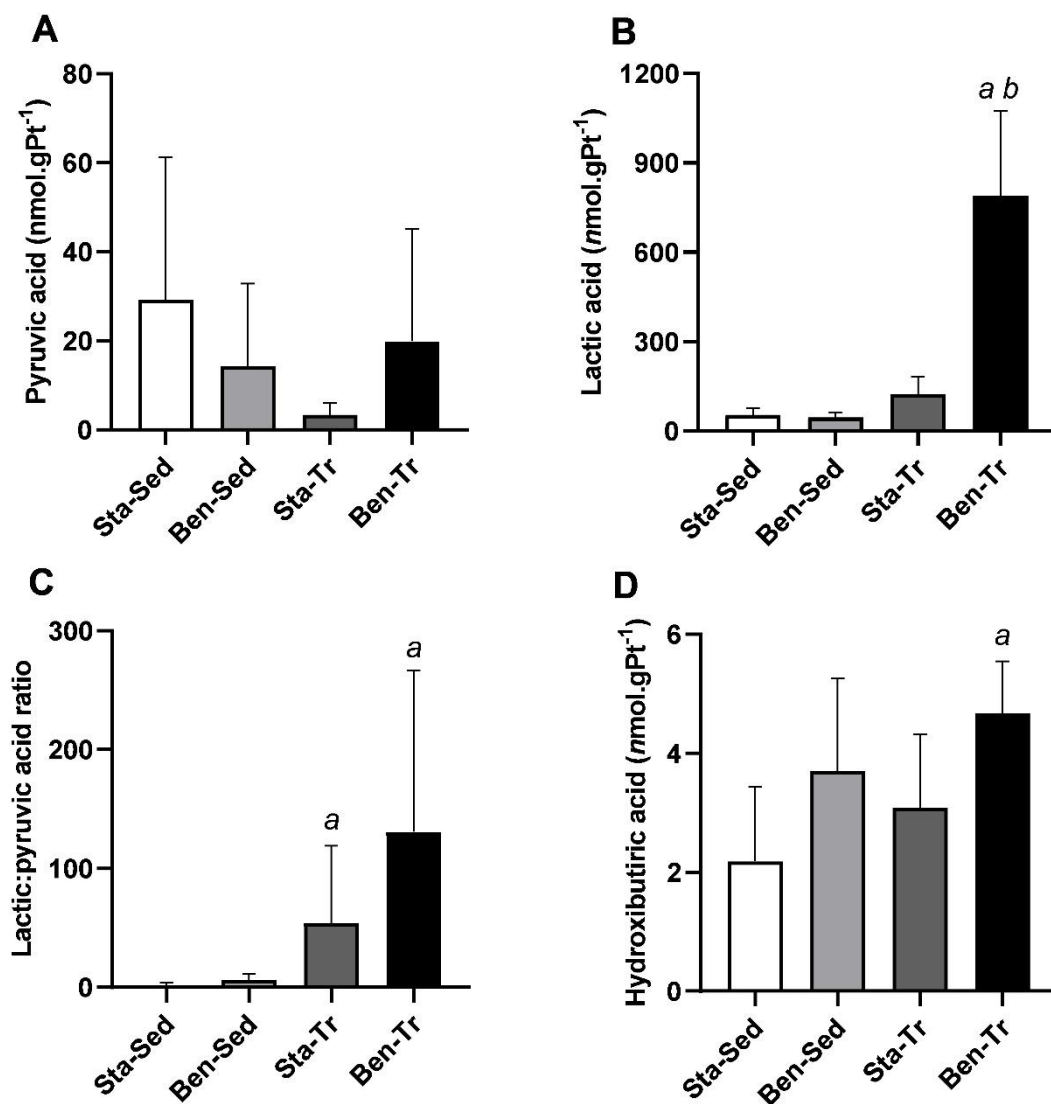 A
Pyruvic acid (nmol.gPt⁻¹)
80
60
40
20
0
Sta-Sed
Ben-Sed
Sta-Tr
Ben-Tr
B
Lactic acid (nmol.gPt⁻¹)
1200
900
600
300
0
a b
Sta-Sed
Ben-Sed
Sta-Tr
Ben-Tr
C
Lactic:pyruvic acid ratio
300
200
100
0
a
a
Sta-Sed
Ben-Sed
Sta-Tr
Ben-Tr
D
Hydroxibutiric acid (nmol.gPt⁻¹)
6
4
2
0
a
Sta-Sed
Ben-Sed
Sta-Tr
Ben-Tr